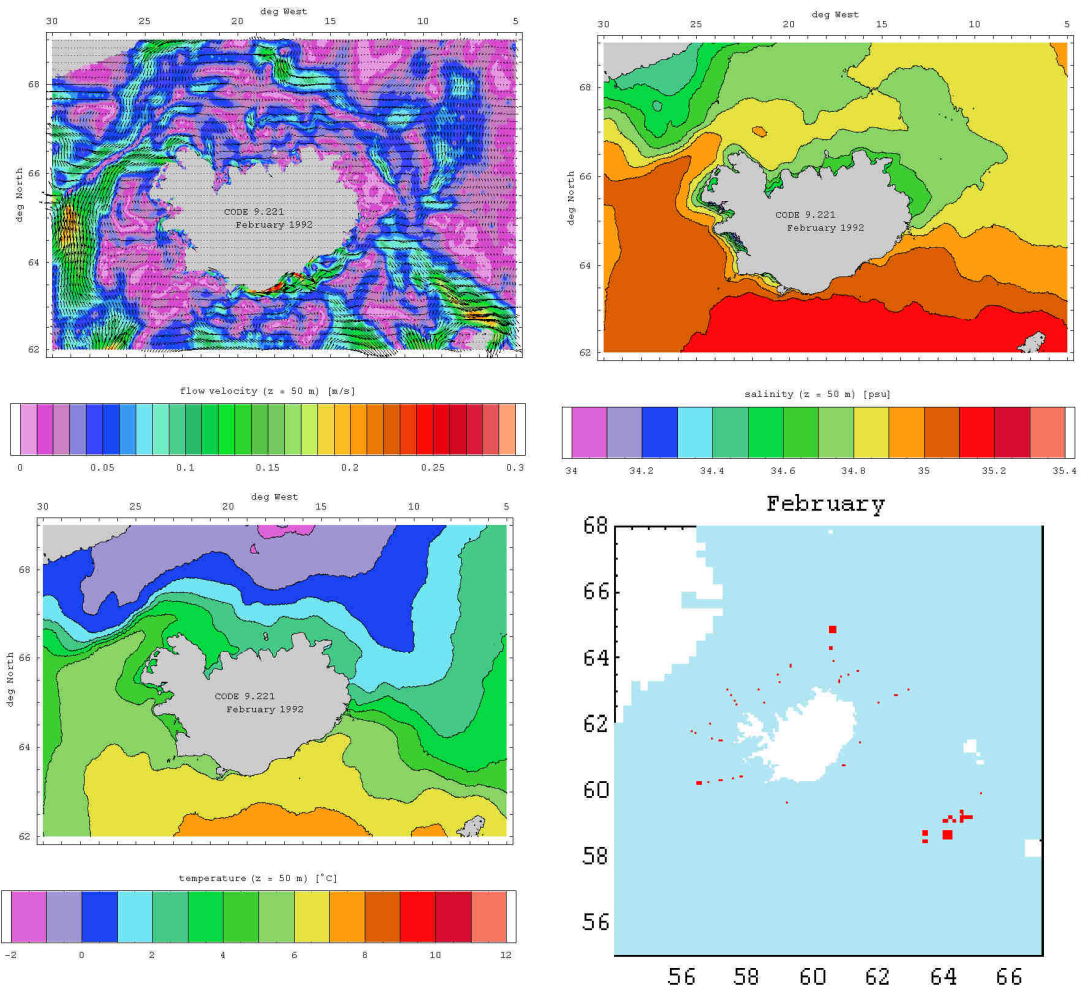 deg West
30 25 20 15 10 5
68
66
64
62
deg North
CODE 9.221
February 1992
flow velocity (z = 50 m) [m/s]
0 0.05 0.1 0.15 0.2 0.25 0.3
deg West
30 25 20 15 10 5
68
66
64
62
deg North
CODE 9.221
February 1992
salinity (z = 50 m) [psu]
34 34.2 34.4 34.6 34.8 35 35.2 35.4
deg West
30 25 20 15 10 5
68
66
64
62
deg North
CODE 9.221
February 1992
temperature (z = 50 m) [°C]
-2 0 2 4 6 8 10 12
February
68
66
64
62
60
58
56
56 58 60 62 64 66